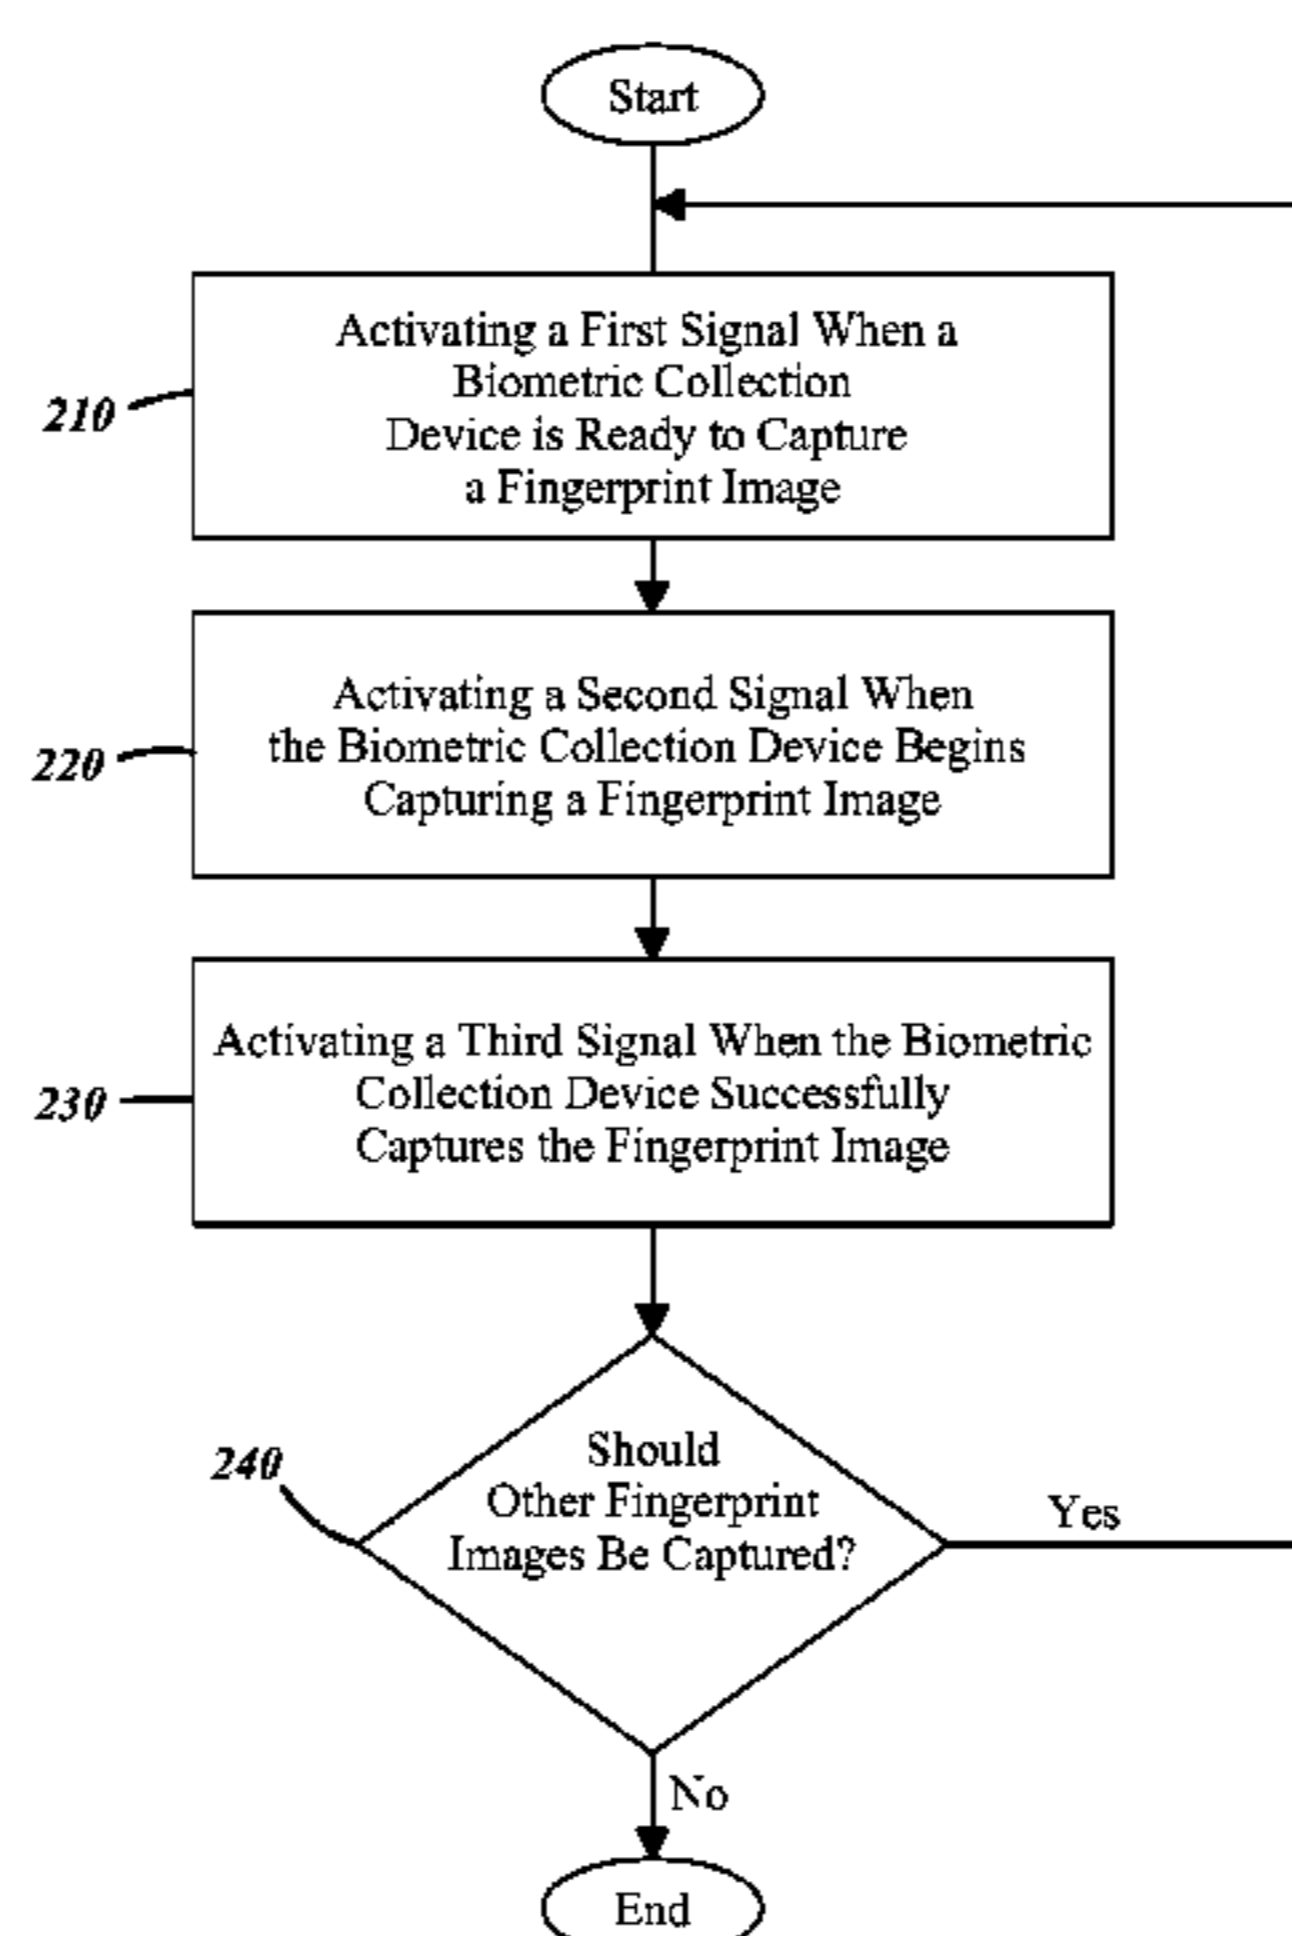 Start
Activating a First Signal When a
Biometric Collection
Device is Ready to Capture
a Fingerprint Image
210
Activating a Second Signal When
the Biometric Collection Device Begins
Capturing a Fingerprint Image
220
Activating a Third Signal When the Biometric
Collection Device Successfully
Captures the Fingerprint Image
230
240
Should
Other Fingerprint
Images Be Captured?
Yes
No
End